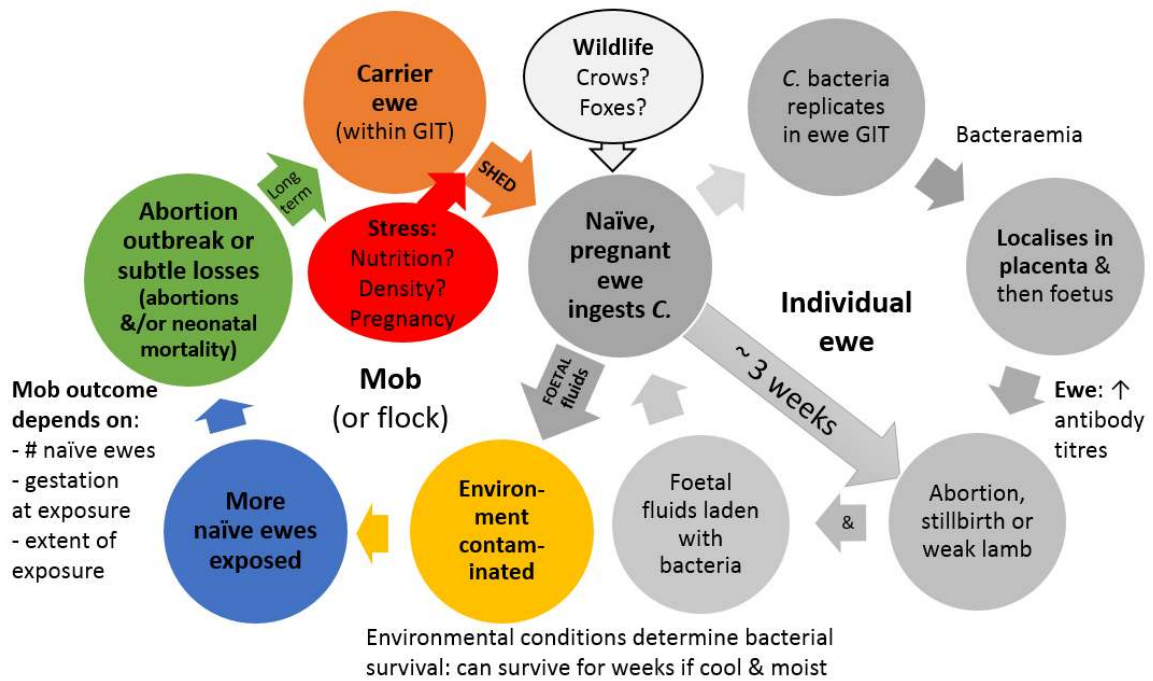 Carrier
ewe
(within GIT)
Wildlife
Crows?
Foxes?
C. bacteria
replicates
in ewe GIT
Bacteraemia
SHED
Long
term
Abortion
outbreak or
subtle losses
(abortions
&/or neonatal
mortality)
Stress:
Nutrition?
Density?
Pregnancy
Naïve,
pregnant
ewe
ingests C.
Localises in
placenta &
then foetus
Individual
ewe
Mob
(or flock)
FOETAL
fluids
~ 3 weeks
Ewe: ↑
antibody
titres
Mob outcome
depends on:
- # naïve ewes
- gestation
at exposure
- extent of
exposure
More
naïve ewes
exposed
Environ-
ment
contam-
inated
Foetal
fluids laden
with
bacteria
&
Abortion,
stillbirth or
weak lamb
Environmental conditions determine bacterial
survival: can survive for weeks if cool & moist